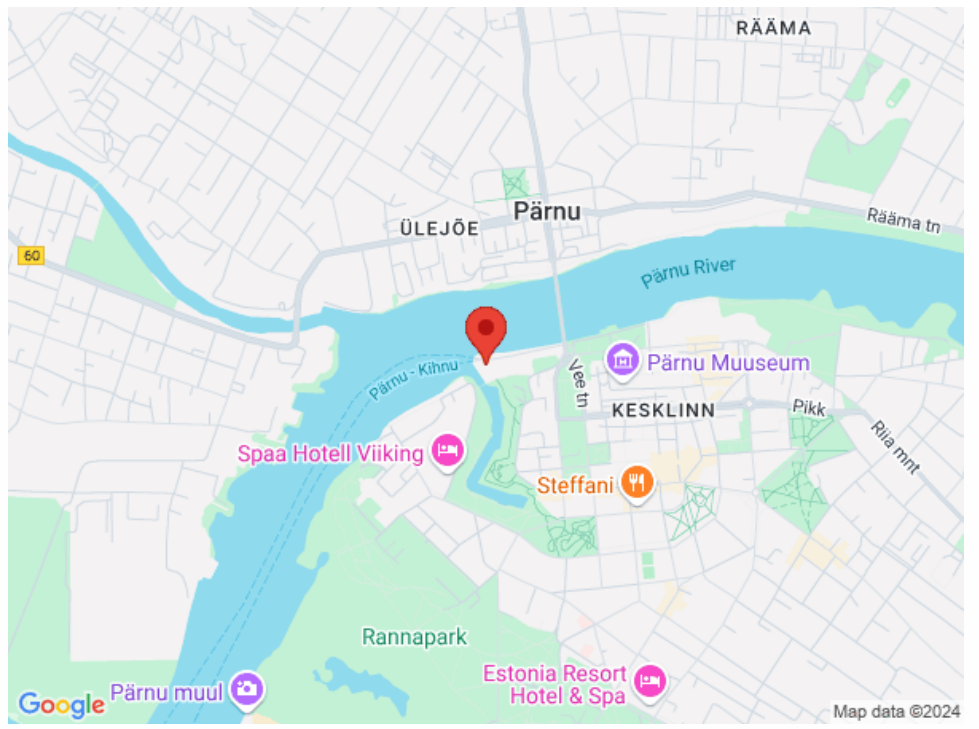 RÄÄMA
Pärnu
ÜLEJÕE
Rääma tn
60
Pärnu River
Pärnu - Kihnu
Vee tn
Pärnu Muuseum
KESKLINN
Pikk
Riia mnt
Spaa Hotell Viiking
Steffani
Rannapark
Estonia Resort
Hotel & Spa
Pärnu muul
Google
Map data ©2024